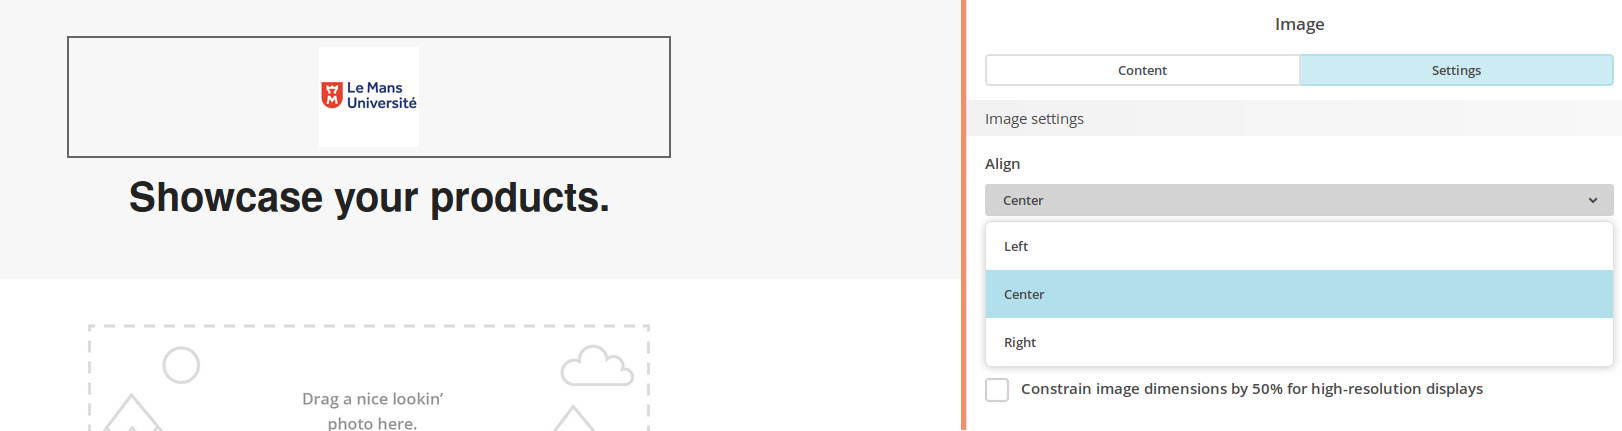 Le Mans
Université
Showcase your products.
Drag a nice lookin’
photo here.
Image
Content
Settings
Image settings
Align
Center
Left
Center
Right
Constrain image dimensions by 50% for high-resolution displays